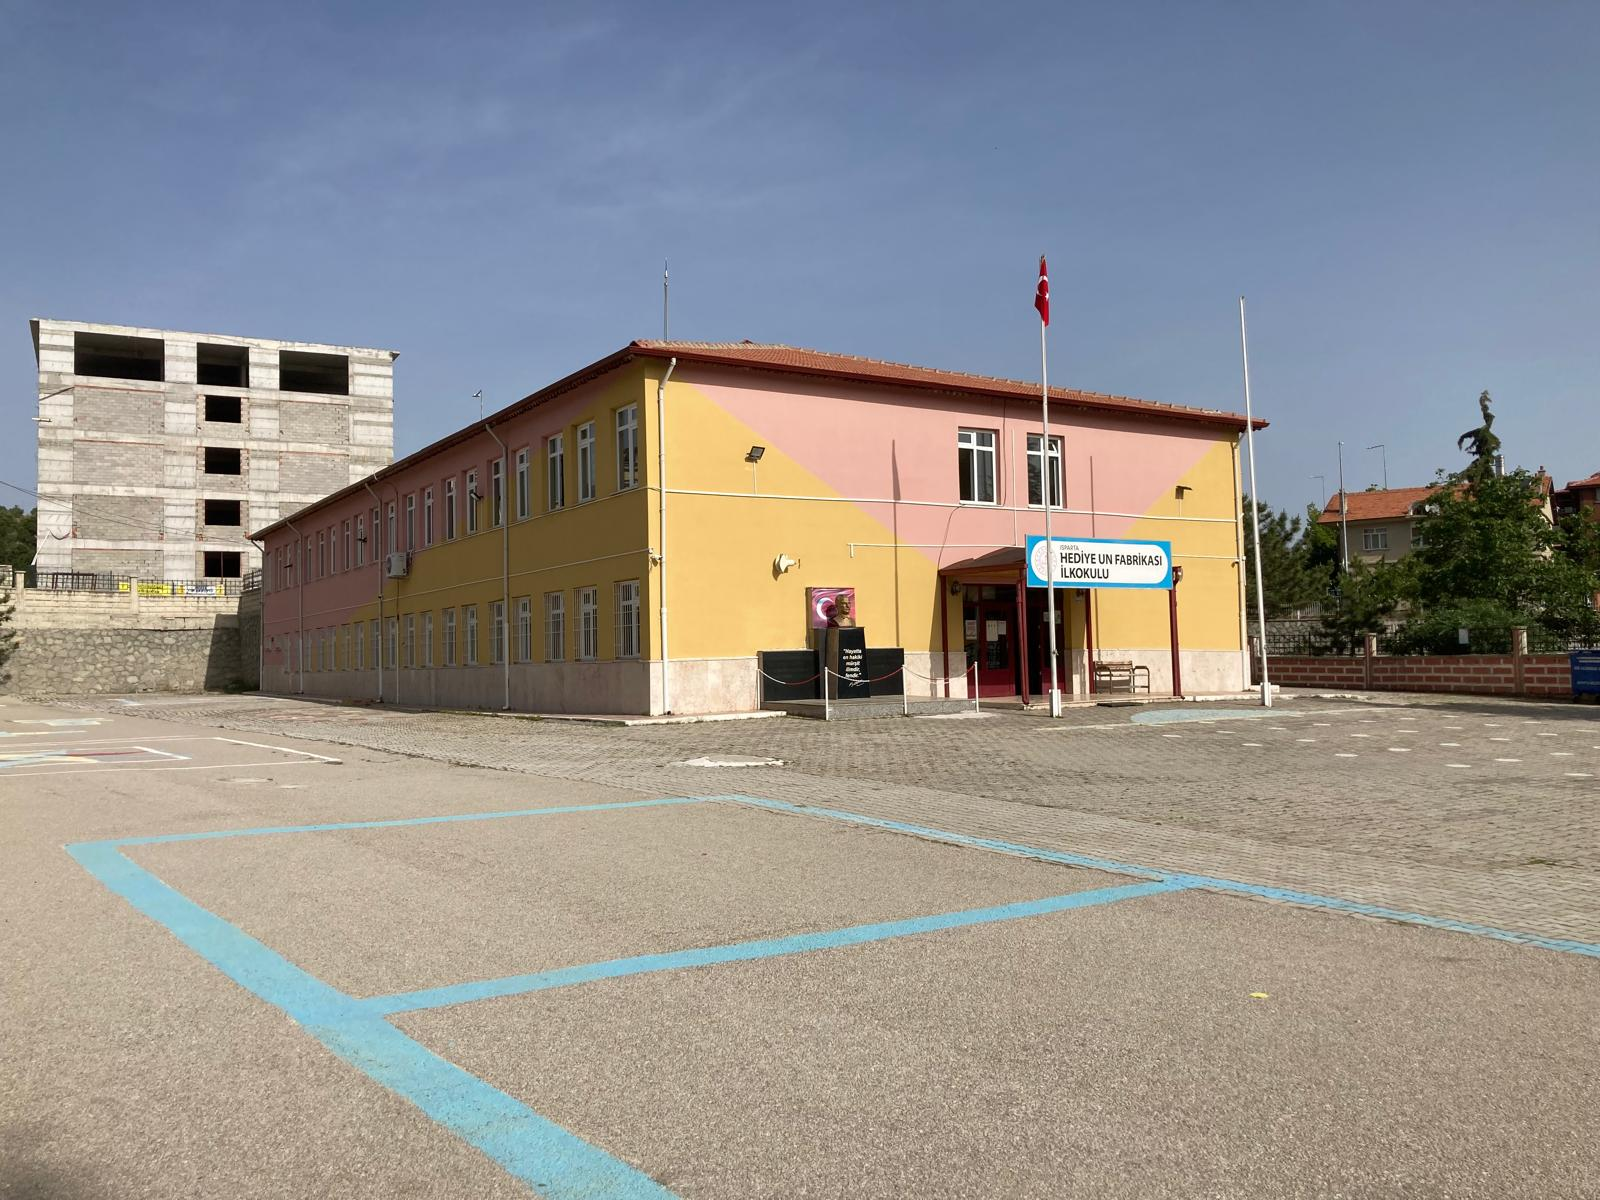 ISPARTA
HEDİYE UN FABRİKASI
İLKOKULU
"Hayatta
en hakiki
mürşit
ilimdir,
fendir."